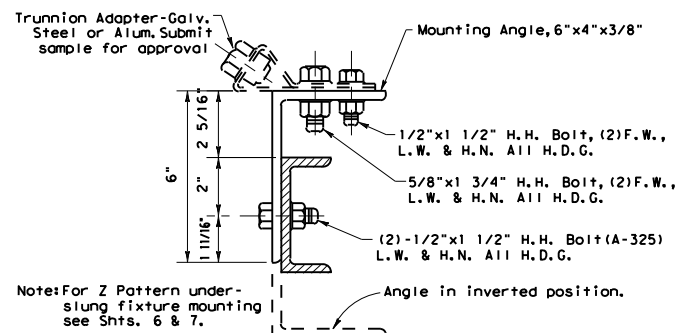 Trunnion Adapter-Galv.
Steel or Alum. Submit
sample for approval
Mounting Angle, 6"x4"x3/8"
2 5/16"
6"
2"
1 11/16"
1/2"x1 1/2" H.H. Bolt, (2)F.W.,
L.W. & H.N. All H.D.G.
5/8"x1 3/4" H.H. Bolt, (2)F.W.,
L.W. & H.N. All H.D.G.
(2)-1/2"x1 1/2" H.H. Bolt(A-325)
L.W. & H.N. All H.D.G.
Note:For Z Pattern under-
slung fixture mounting
see Shts. 6 & 7.
Angle in inverted position.